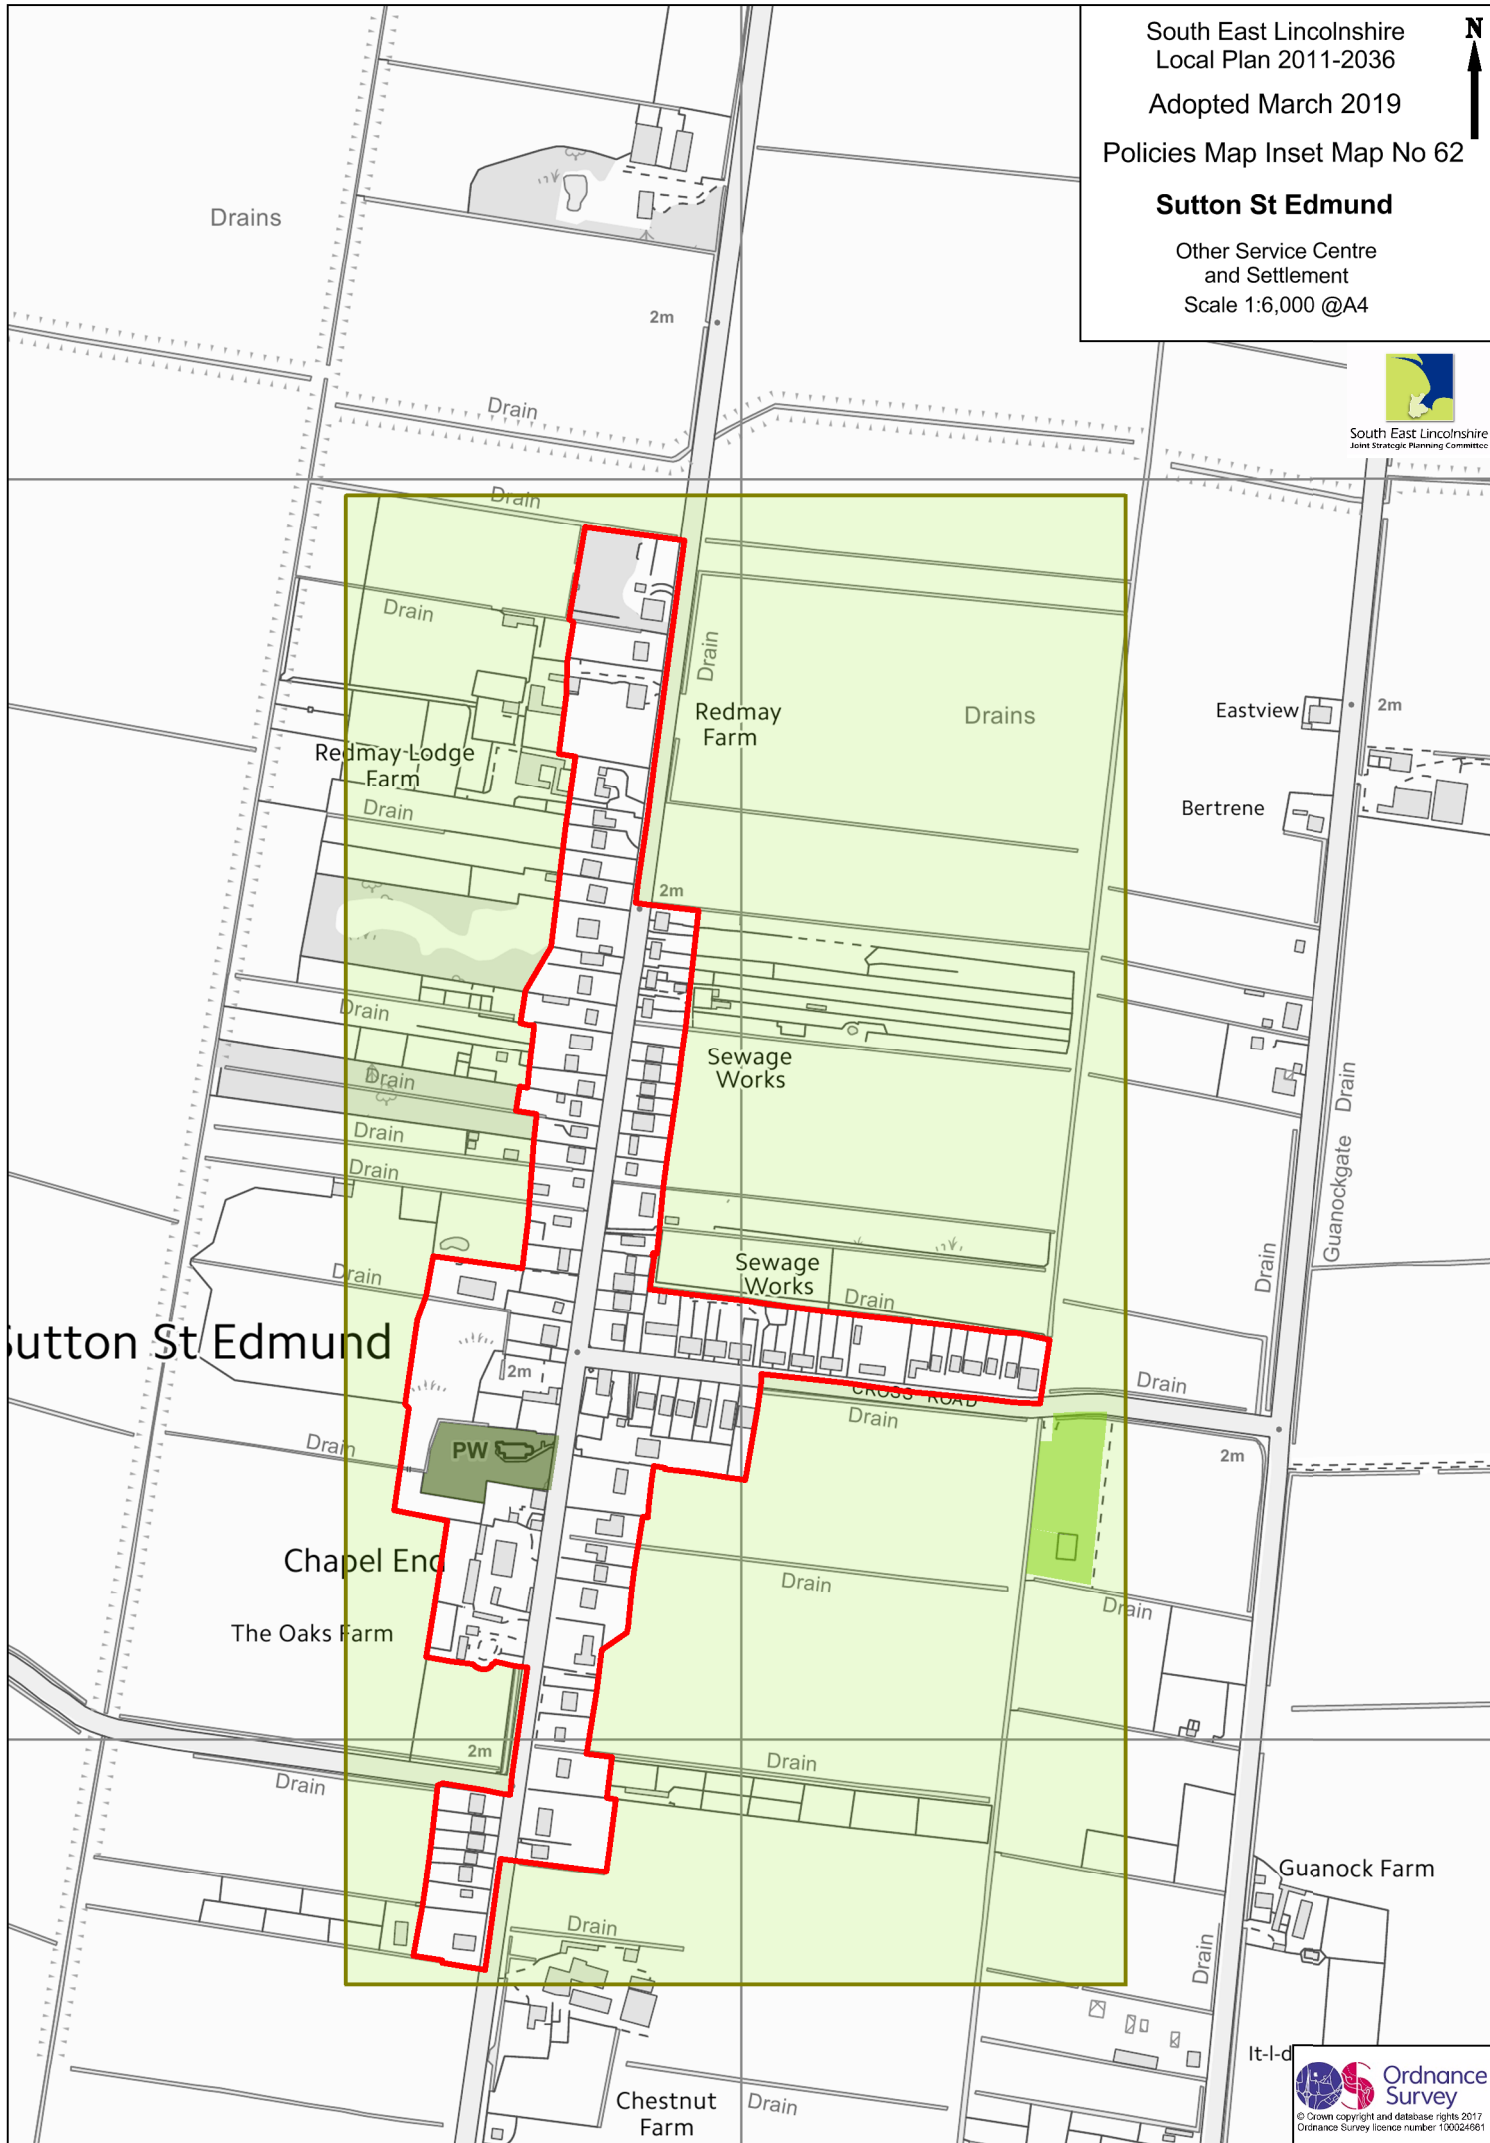 South East Lincolnshire
Local Plan 2011-2036
Adopted March 2019
Policies Map Inset Map No 62
Sutton St Edmund
Other Service Centre
and Settlement
Scale 1:6,000 @A4
N
South East Lincolnshire
Joint Strategic Planning Committee
Drains
2m
Drain
Drain
Drain
Drain
Redmay
Farm
Drains
Eastview
2m
Redmay Lodge
Farm
Drain
Bertrene
2m
Drain
Sewage
Works
Drain
Drain
Drain
Drain
Guanockgate Drain
Drain
Drain
Sewage
Works
Drain
Sutton St Edmund
2m
CROSS ROAD
Drain
Drain
Drain
PW
2m
Chapel End
Drain
Drain
The Oaks Farm
2m
Drain
Drain
Guanock Farm
Drain
Drain
It-l-d
Chestnut
Farm
Drain
Ordnance
Survey
© Crown copyright and database rights 2017
Ordnance Survey licence number 100024661